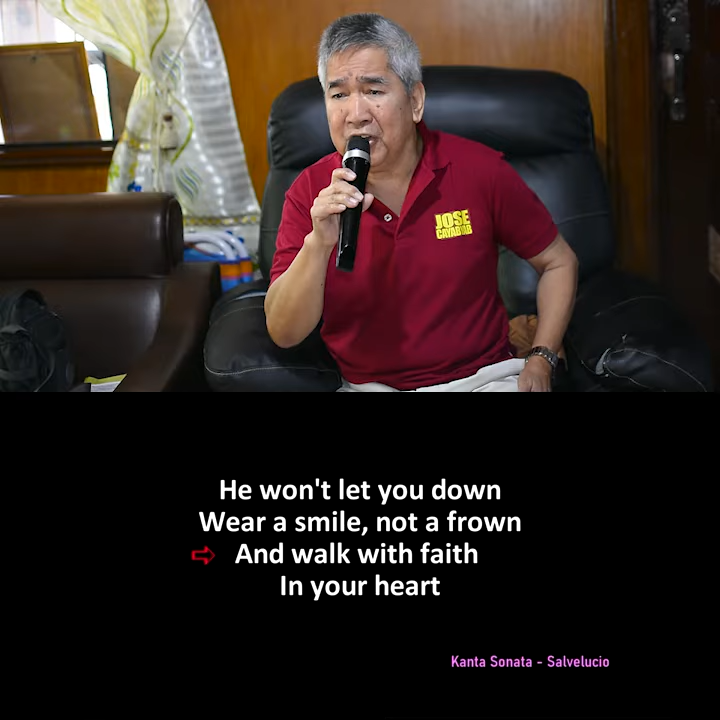 JOSE
CAYABYAB
He won't let you down
Wear a smile, not a frown
⇨ And walk with faith
In your heart
Kanta Sonata - Salvelucio